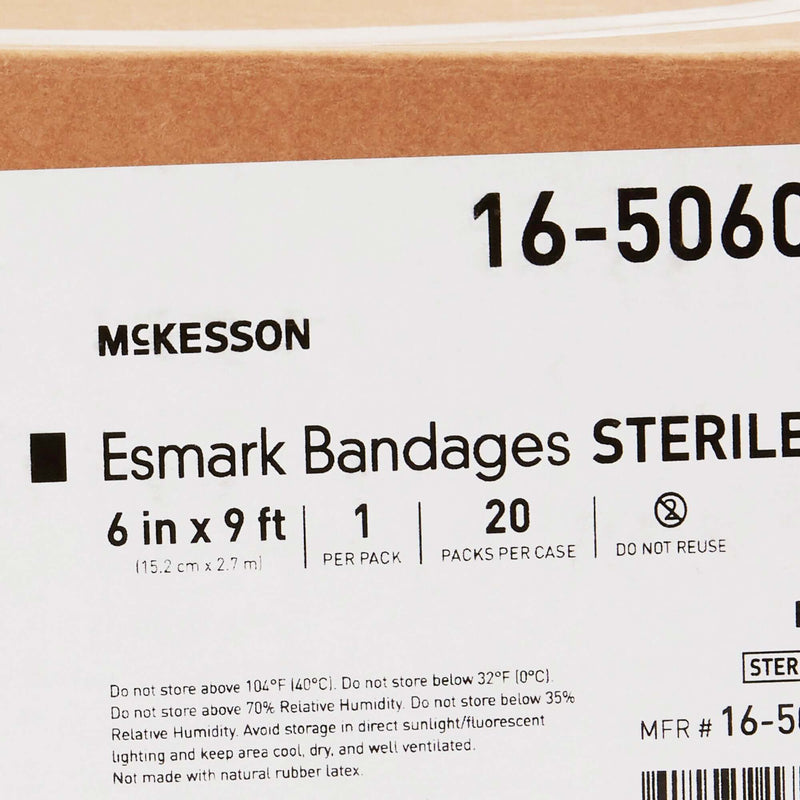 16-5060
McKESSON
Esmark Bandages STERILE
6 in x 9 ft
(15.2 cm x 2.7 m)
1
PER PACK
20
PACKS PER CASE
2
DO NOT REUSE
Do not store above 104°F (40°C). Do not store below 32°F (0°C).
Do not store above 70% Relative Humidity. Do not store below 35%
Relative Humidity. Avoid storage in direct sunlight/fluorescent
lighting and keep area cool, dry, and well ventilated.
Not made with natural rubber latex.
STER
MFR # 16-50